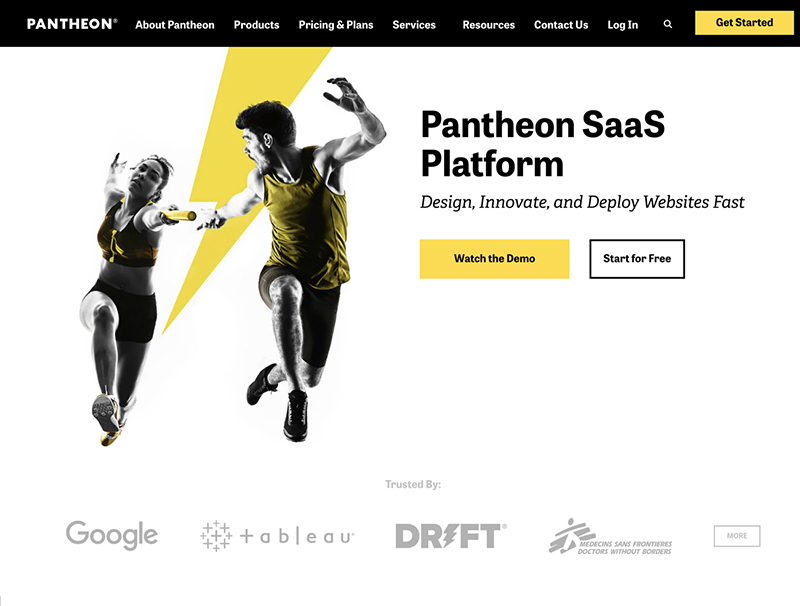 PANTHEON® About Pantheon Products Pricing & Plans Services Resources Contact Us Log In Get Started
Pantheon SaaS
Platform
Design, Innovate, and Deploy Websites Fast
Watch the Demo Start for Free
Trusted By:
Google +ableau DRIFT® MEDECINS SANS FRONTIERES
DOCTORS WITHOUT BORDERS
MORE